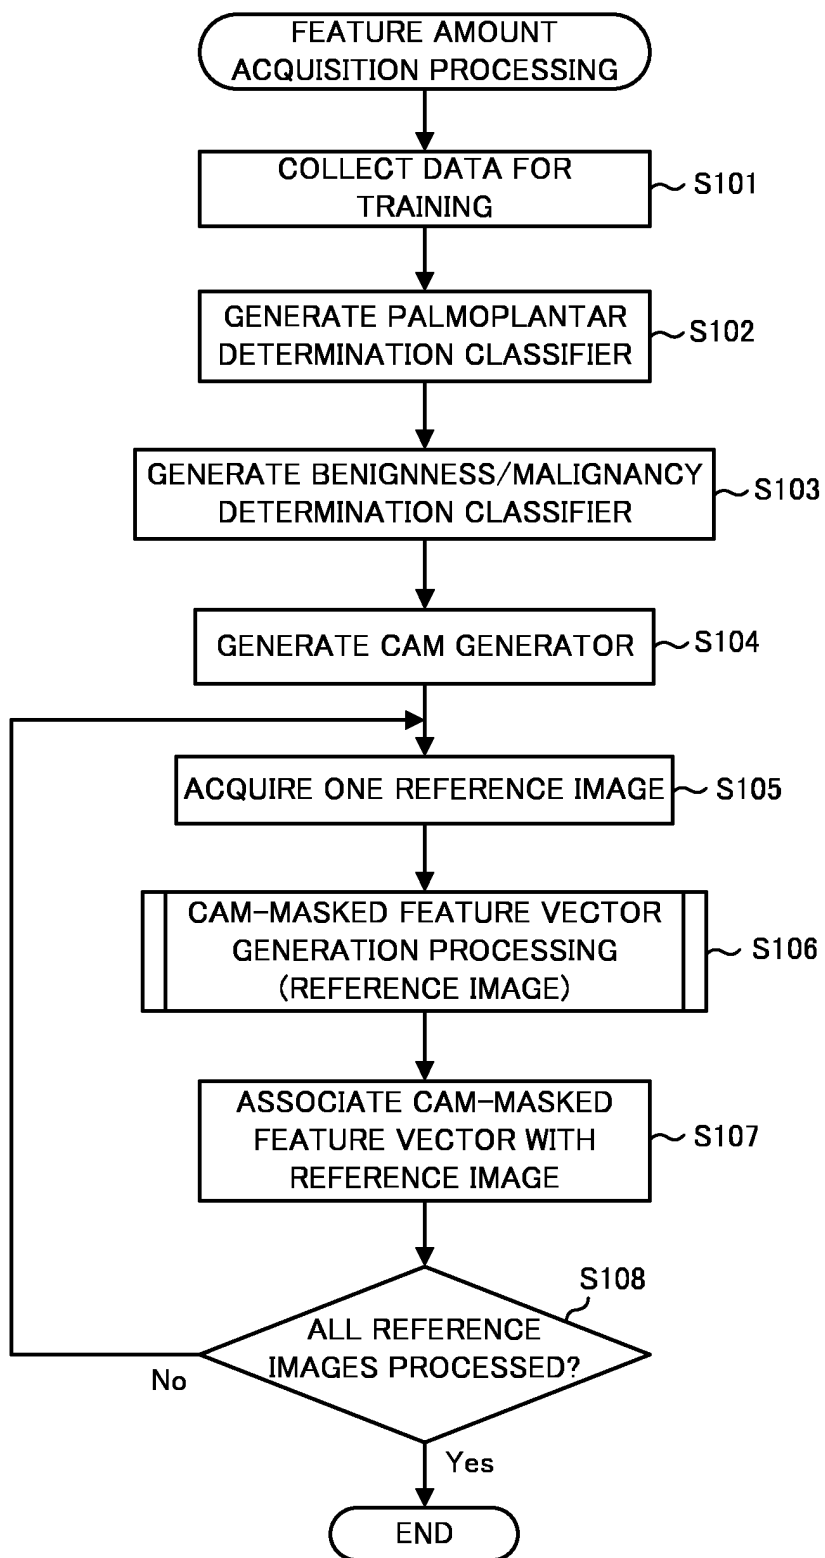 FEATURE AMOUNT
ACQUISITION PROCESSING
COLLECT DATA FOR
TRAINING
S101
GENERATE PALMOPLANTAR
DETERMINATION CLASSIFIER
S102
GENERATE BENIGNNESS/MALIGNANCY
DETERMINATION CLASSIFIER
S103
GENERATE CAM GENERATOR
S104
ACQUIRE ONE REFERENCE IMAGE
S105
CAM-MASKED FEATURE VECTOR
GENERATION PROCESSING
(REFERENCE IMAGE)
S106
ASSOCIATE CAM-MASKED
FEATURE VECTOR WITH
REFERENCE IMAGE
S107
S108
ALL REFERENCE
IMAGES PROCESSED?
No
Yes
END